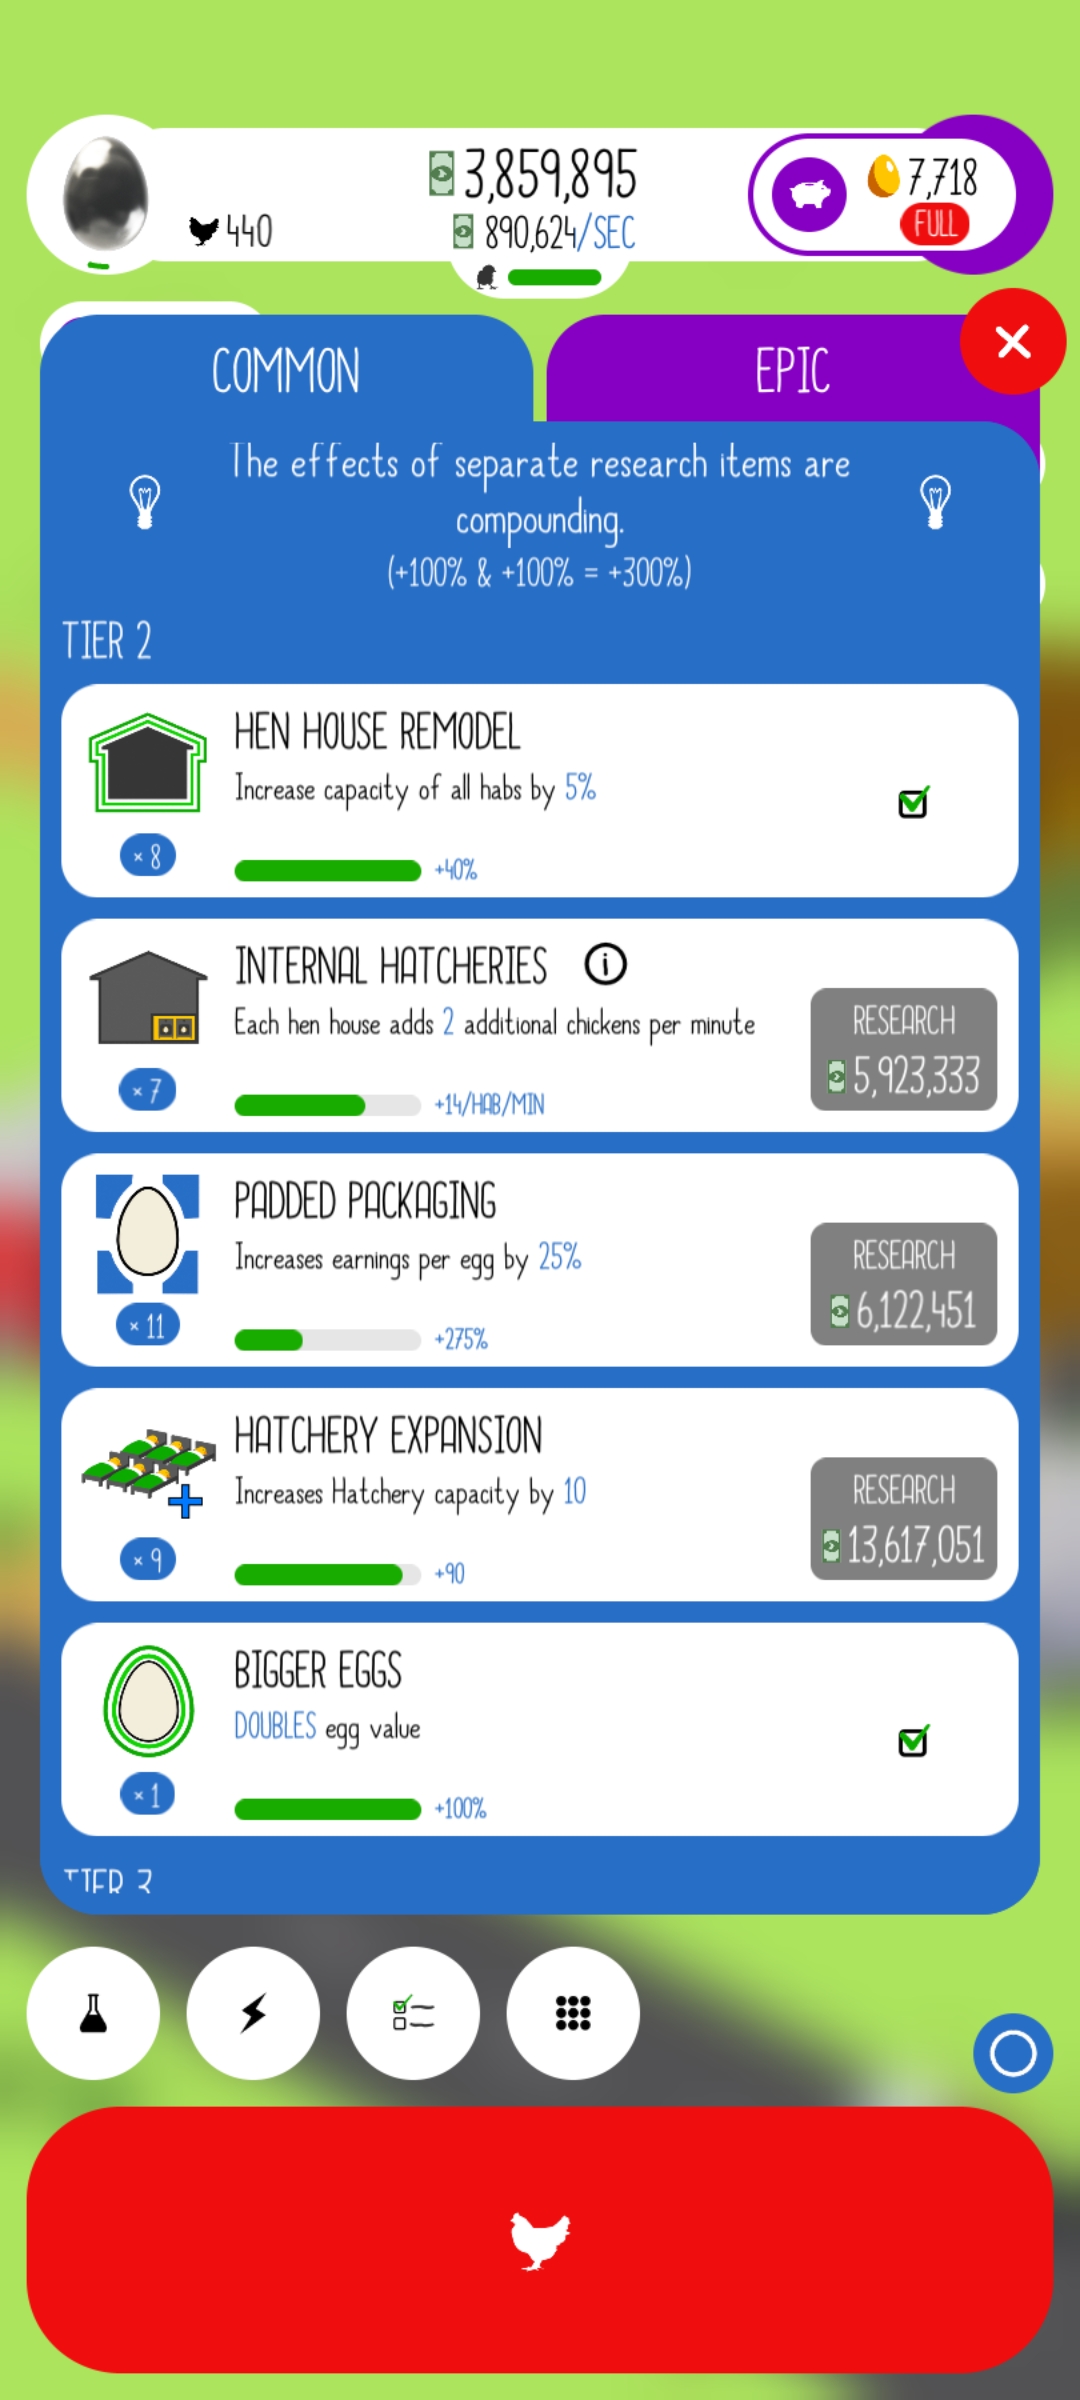 3,859,895
7,718
440
890,624/SEC
FULL
COMMON
EPIC
The effects of separate research items are
compounding.
(+100% & +100% = +300%)
TIER 2
HEN HOUSE REMODEL
Increase capacity of all habs by 5%
× 8
+40%
INTERNAL HATCHERIES
Each hen house adds 2 additional chickens per minute
RESEARCH
5,923,333
× 7
+14/HAB/MIN
PADDED PACKAGING
Increases earnings per egg by 25%
RESEARCH
6,122,451
× 11
+275%
HATCHERY EXPANSION
Increases Hatchery capacity by 10
RESEARCH
13,617,051
× 9
+90
BIGGER EGGS
DOUBLES egg value
× 1
+100%
TIER 3